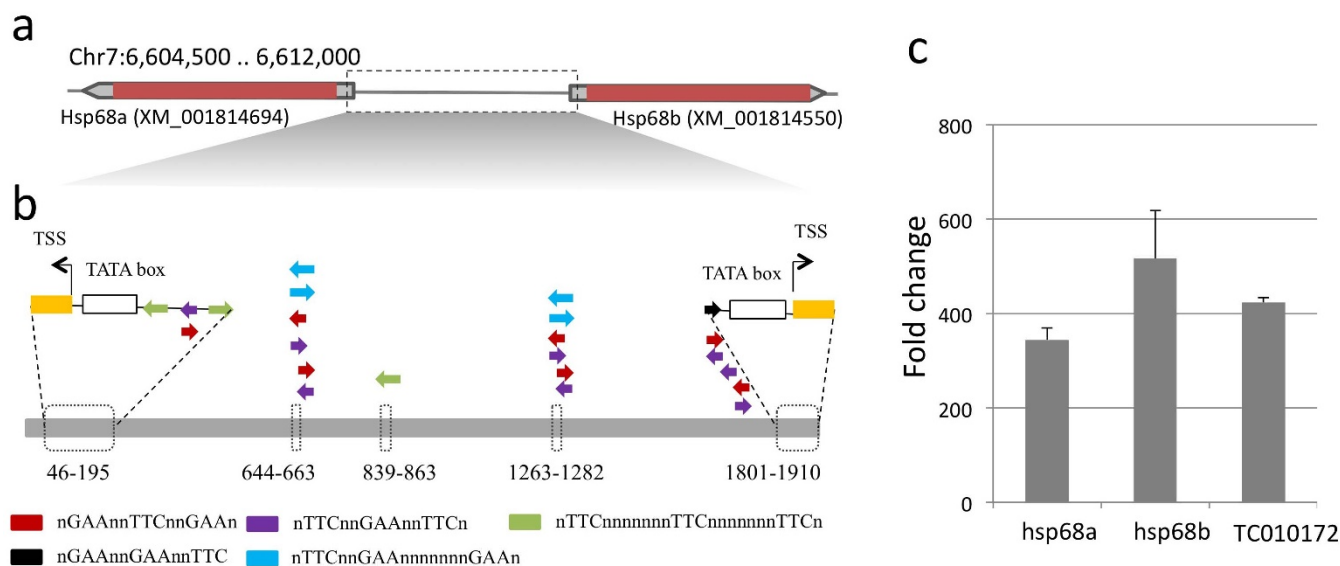 a
Chr7:6,604,500 .. 6,612,000
Hsp68a (XM_001814694)
Hsp68b (XM_001814550)
b
TSS
TATA box
TSS
TATA box
46-195
644-663
839-863
1263-1282
1801-1910
nGAAnnTTCnnGAAn
nTTCnnGAAnnTTCn
nTTCnnnnnnnTTCnnnnnnnTTCn
nGAAnnGAAnnTTC
nTTCnnGAAnnnnnnnGAAn
c
Fold change
800
600
400
200
0
hsp68a
hsp68b
TC010172